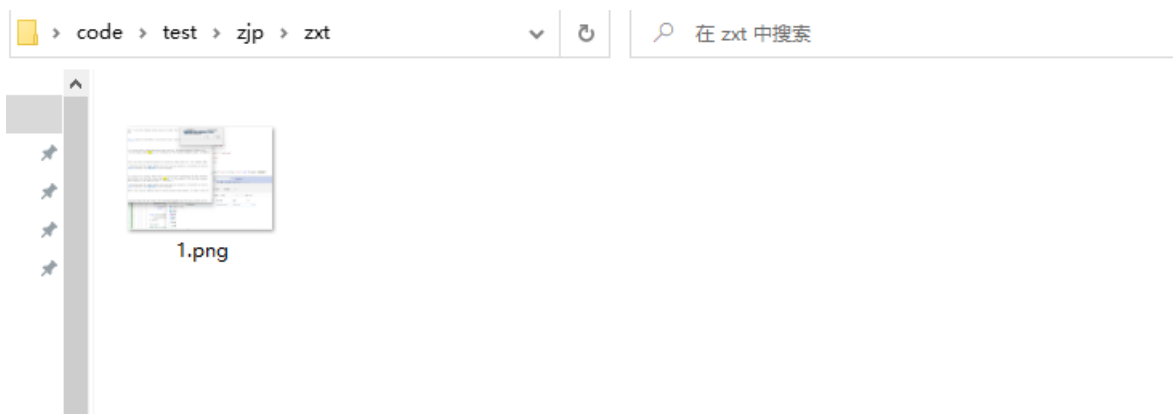 code > test > zjp > zxt
在 zxt 中搜索
1.png